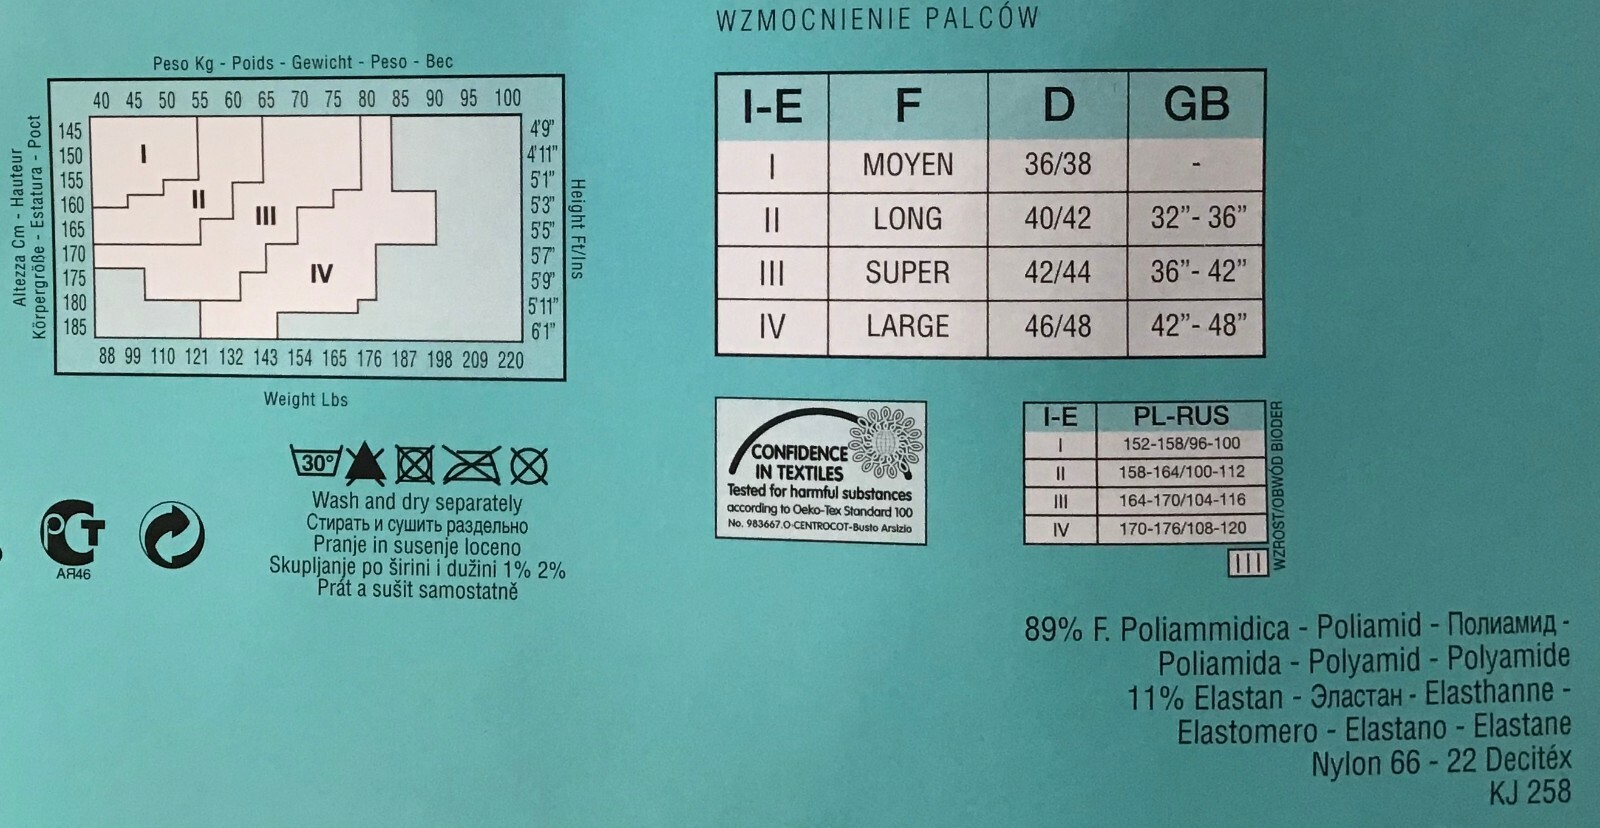 WZMOCNIENIE PALCÓW
Peso Kg - Poids - Gewicht - Peso - Bec
40 45 50 55 60 65 70 75 80 85 90 95 100
Altezza Cm - Hauteur
Körpergröße - Estatura - Рост
145 4'9"
150 I 4'11"
155 5'1"
160 II 5'3"
165 III 5'5"
170 5'7"
175 IV 5'9"
180 5'11"
185 6'1"
Height Ft/Ins
88 99 110 121 132 143 154 165 176 187 198 209 220
Weight Lbs
I-E F D GB
I MOYEN 36/38 -
II LONG 40/42 32”- 36”
III SUPER 42/44 36”- 42”
IV LARGE 46/48 42”- 48”
30°
Wash and dry separately
Стирать и сушить раздельно
Pranje in susenje loceno
Skupljanje po širini i dužini 1% 2%
Prát a sušit samostatně
РСТ
АЯ46
CONFIDENCE
IN TEXTILES
Tested for harmful substances
according to Oeko-Tex Standard 100
No. 983667.O-CENTROCOT-Busto Arsizio
I-E PL-RUS
I 152-158/96-100
II 158-164/100-112
III 164-170/104-116
IV 170-176/108-120
WZROST/OBWÓD BIODER
III
89% F. Poliammidica - Poliamid - Полиамид -
Poliamida - Polyamid - Polyamide
11% Elastan - Эластан - Elasthanne -
Elastomero - Elastano - Elastane
Nylon 66 - 22 Decitéx
KJ 258